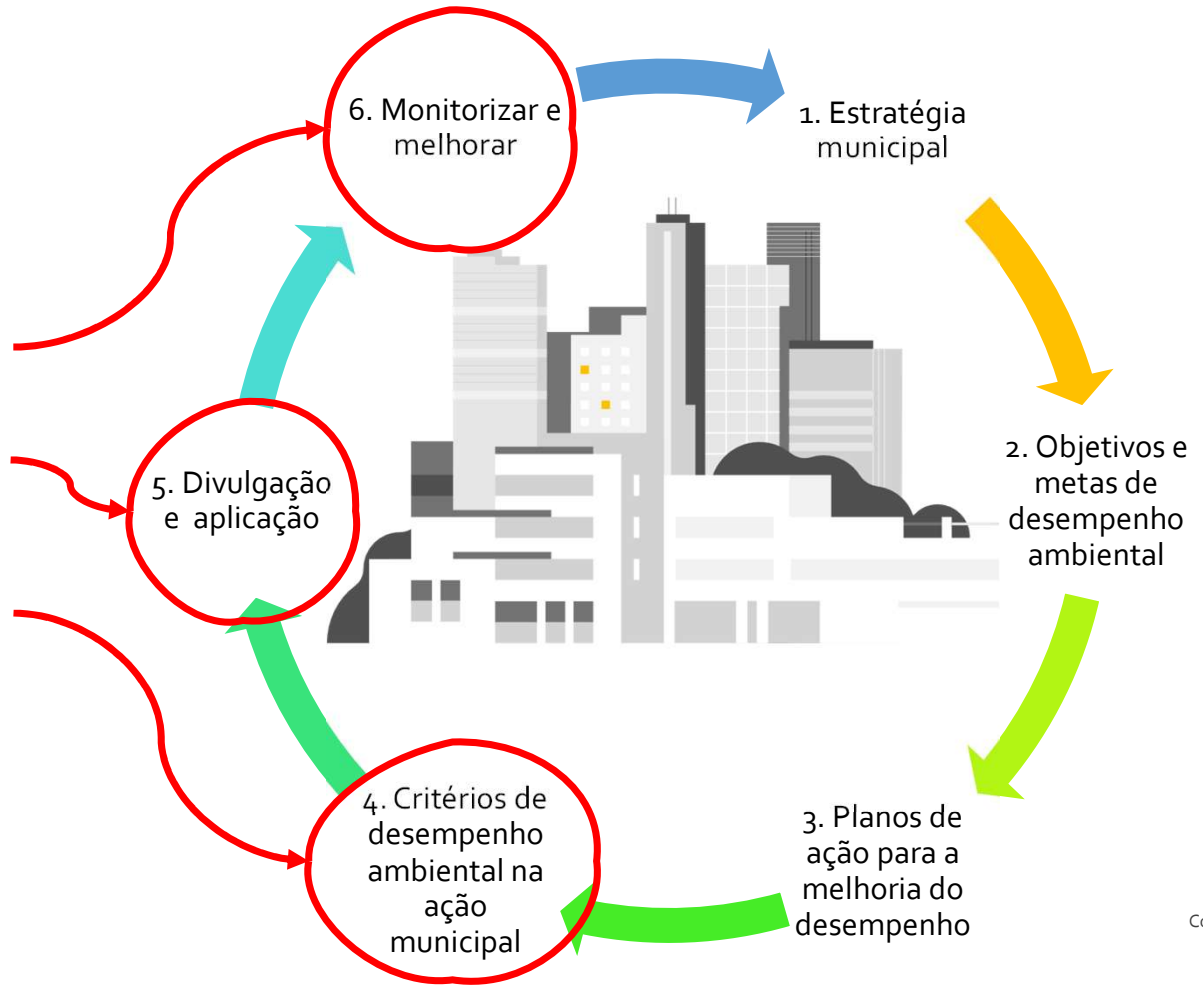 6. Monitorizar e
melhorar
1. Estratégia
municipal
2. Objetivos e
metas de
desempenho
ambiental
3. Planos de
ação para a
melhoria do
desempenho
4. Critérios de
desempenho
ambiental na
ação
municipal
5. Divulgação
e aplicação